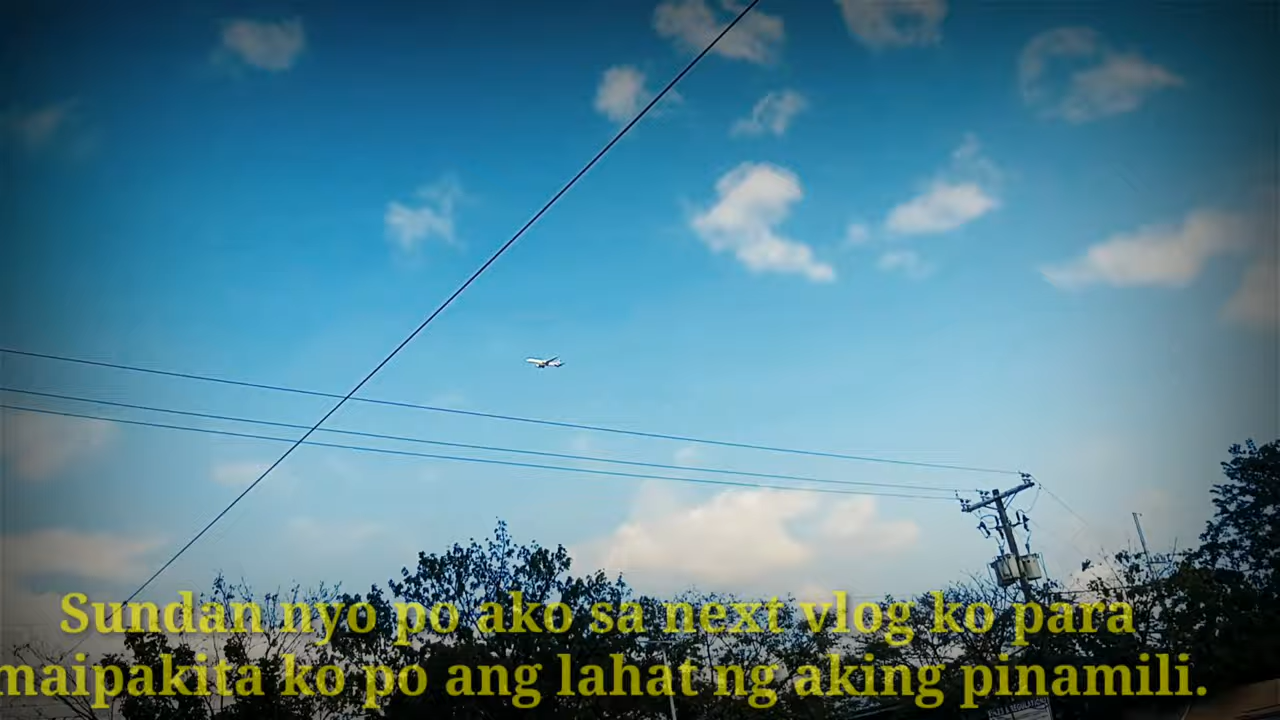 Sundan nyo po ako sa next vlog ko para
maipakita ko po ang lahat ng aking pinamili.